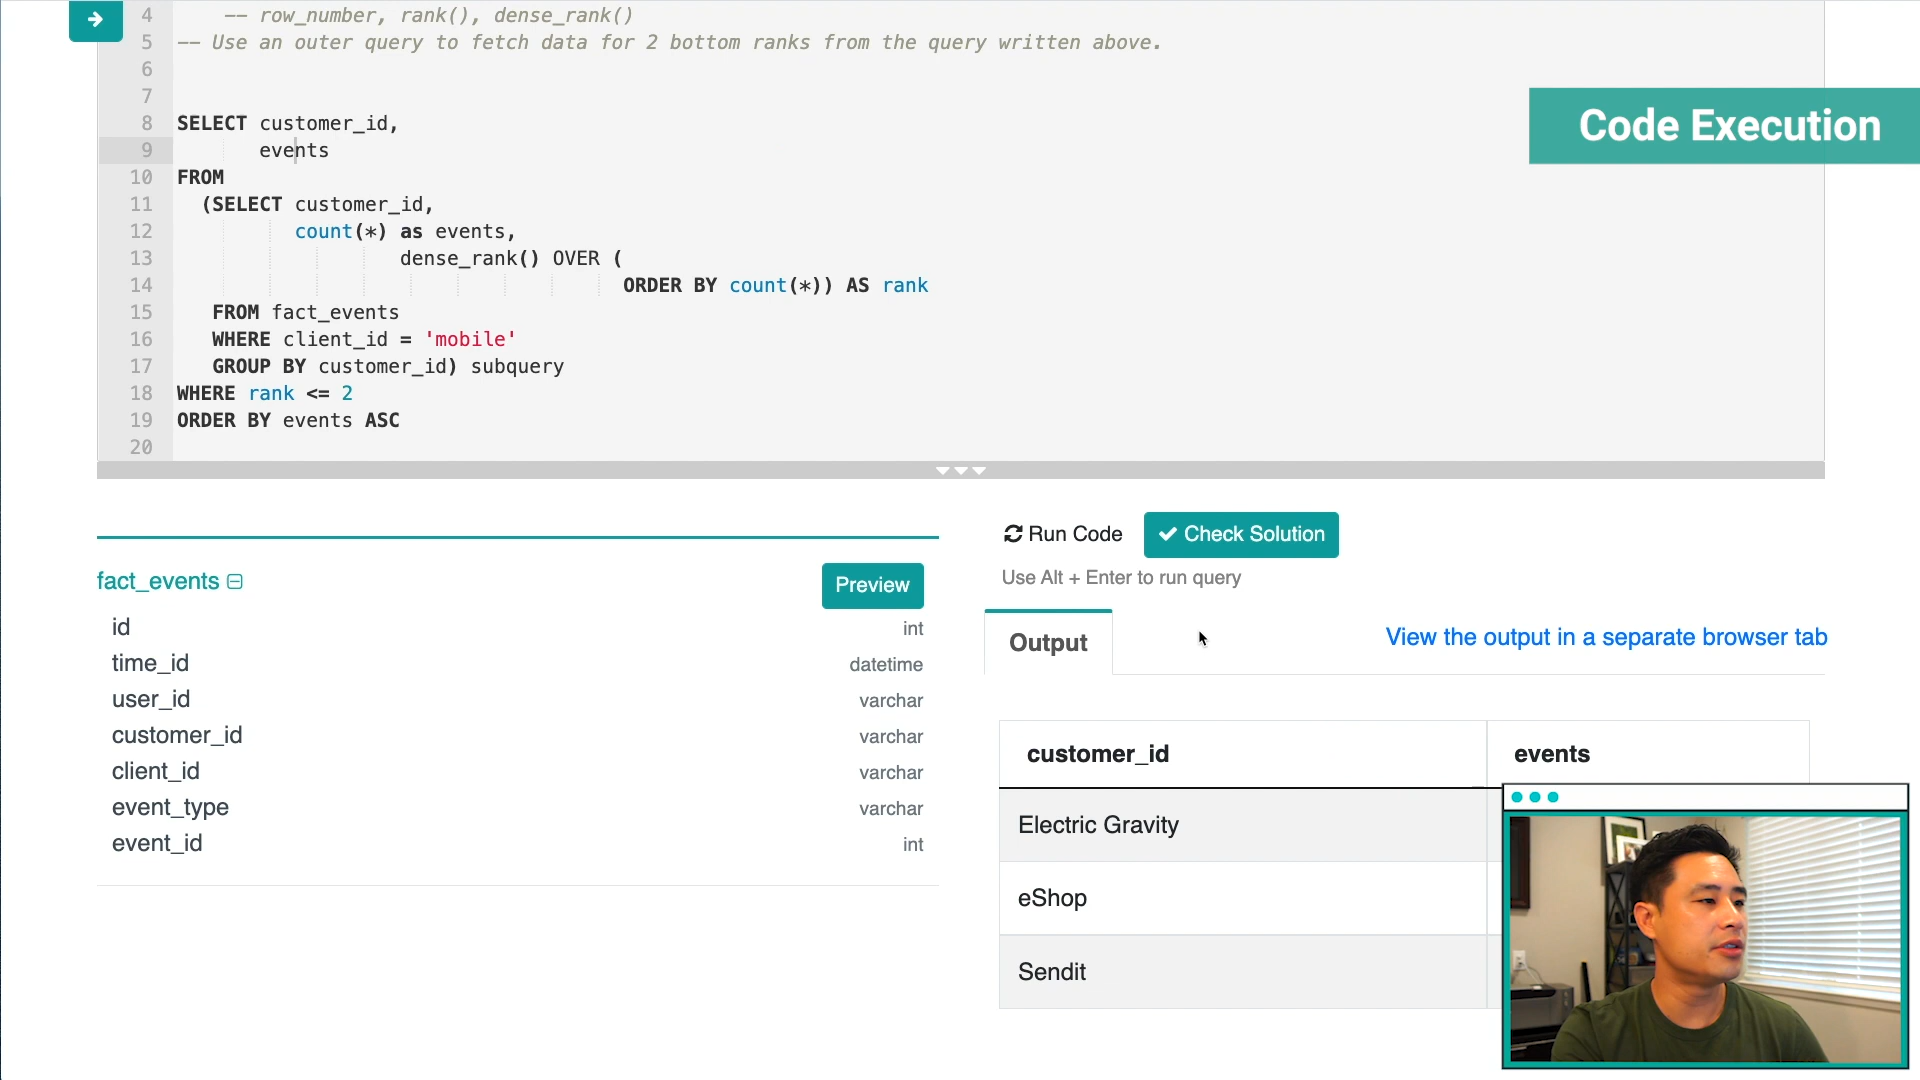 4 -- row_number, rank(), dense_rank()
5 -- Use an outer query to fetch data for 2 bottom ranks from the query written above.
6
7
8 SELECT customer_id,
9 events
10 FROM
11 (SELECT customer_id,
12 count(*) as events,
13 dense_rank() OVER (
14 ORDER BY count(*)) AS rank
15 FROM fact_events
16 WHERE client_id = 'mobile'
17 GROUP BY customer_id) subquery
18 WHERE rank <= 2
19 ORDER BY events ASC
20
Code Execution
fact_events
Preview
id int
time_id datetime
user_id varchar
customer_id varchar
client_id varchar
event_type varchar
event_id int
Run Code
Check Solution
Use Alt + Enter to run query
Output
View the output in a separate browser tab
customer_id events
Electric Gravity
eShop
Sendit